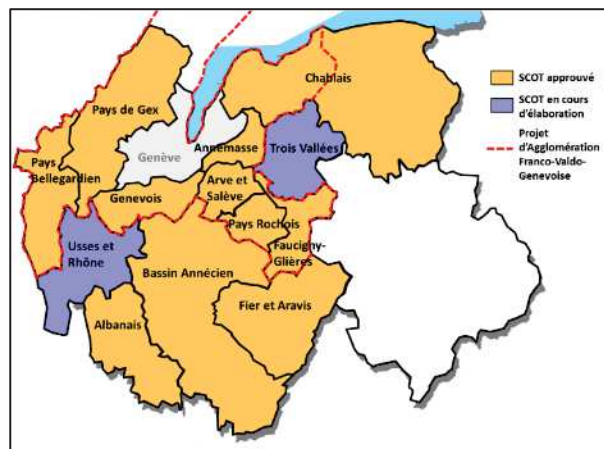 Chablais
Pays de Gex
Genève
Annemasse
Trois Vallées
Pays
Bellegardien
Genevois
Arve et
Salève
Pays Rochois
Faucigny-
Glières
Usses et
Rhône
Bassin Annécien
Fier et Aravis
Albanais
SCOT approuvé
SCOT en cours
d'élaboration
Projet
d'Agglomération
Franco-Valdo-
Genevoise